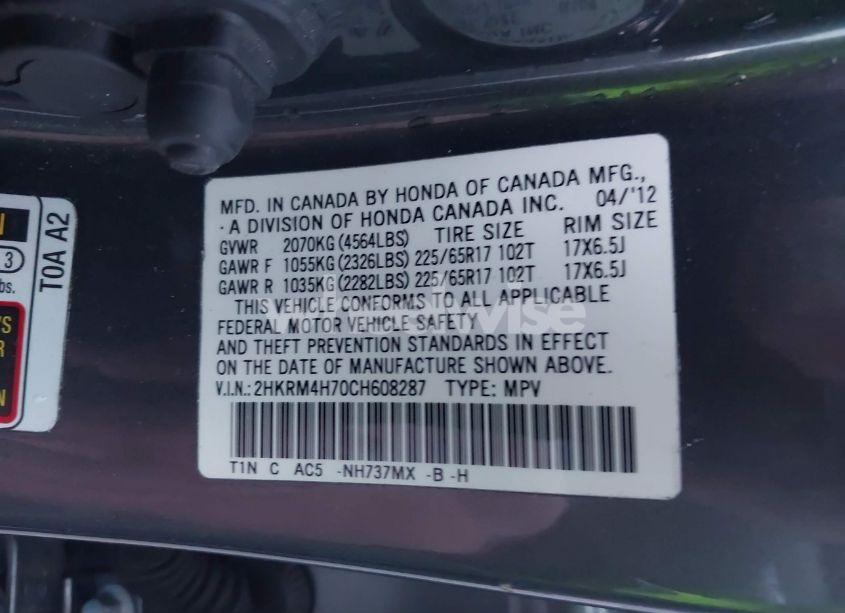 MFD. IN CANADA BY HONDA OF CANADA MFG.,
· A DIVISION OF HONDA CANADA INC. 04/'12
GVWR 2070KG (4564LBS) TIRE SIZE RIM SIZE
GAWR F 1055KG (2326LBS) 225/65R17 102T 17X6.5J
GAWR R 1035KG (2282LBS) 225/65R17 102T 17X6.5J
THIS VEHICLE CONFORMS TO ALL APPLICABLE
FEDERAL MOTOR VEHICLE SAFETY
AND THEFT PREVENTION STANDARDS IN EFFECT
ON THE DATE OF MANUFACTURE SHOWN ABOVE.
V.I.N.: 2HKRM4H70CH608287 TYPE: MPV
T1N C AC5 -NH737MX -B -H
T0A A2
3
bs.